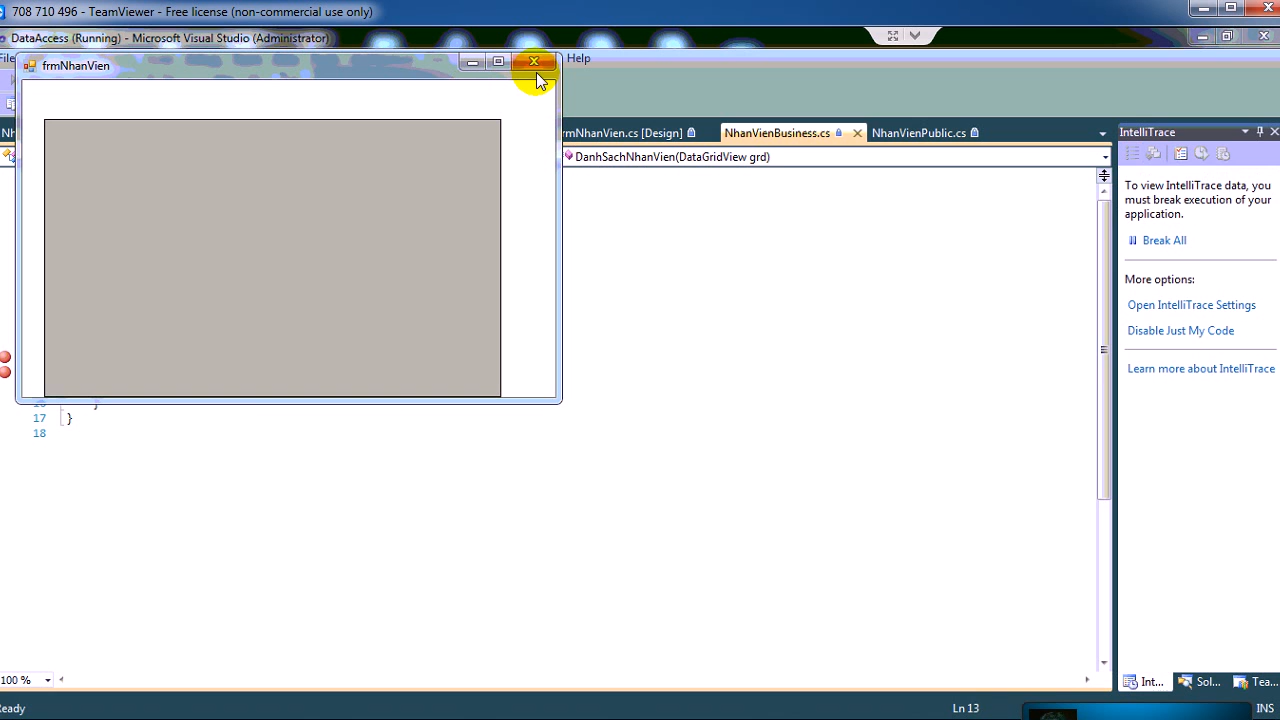 708 710 496 - TeamViewer - Free license (non-commercial use only)
DataAccess (Running) - Microsoft Visual Studio (Administrator)
Help
frmNhanVien
frmNhanVien.cs [Design]
NhanVienBusiness.cs
NhanVienPublic.cs
IntelliTrace
DanhSachNhanVien(DataGridView grd)
To view IntelliTrace data, you
must break execution of your
application.
Break All
More options:
Open IntelliTrace Settings
Disable Just My Code
Learn more about IntelliTrace
}
17 }
18
100 %
Int...
Sol...
Tea...
Ready
Ln 13
INS